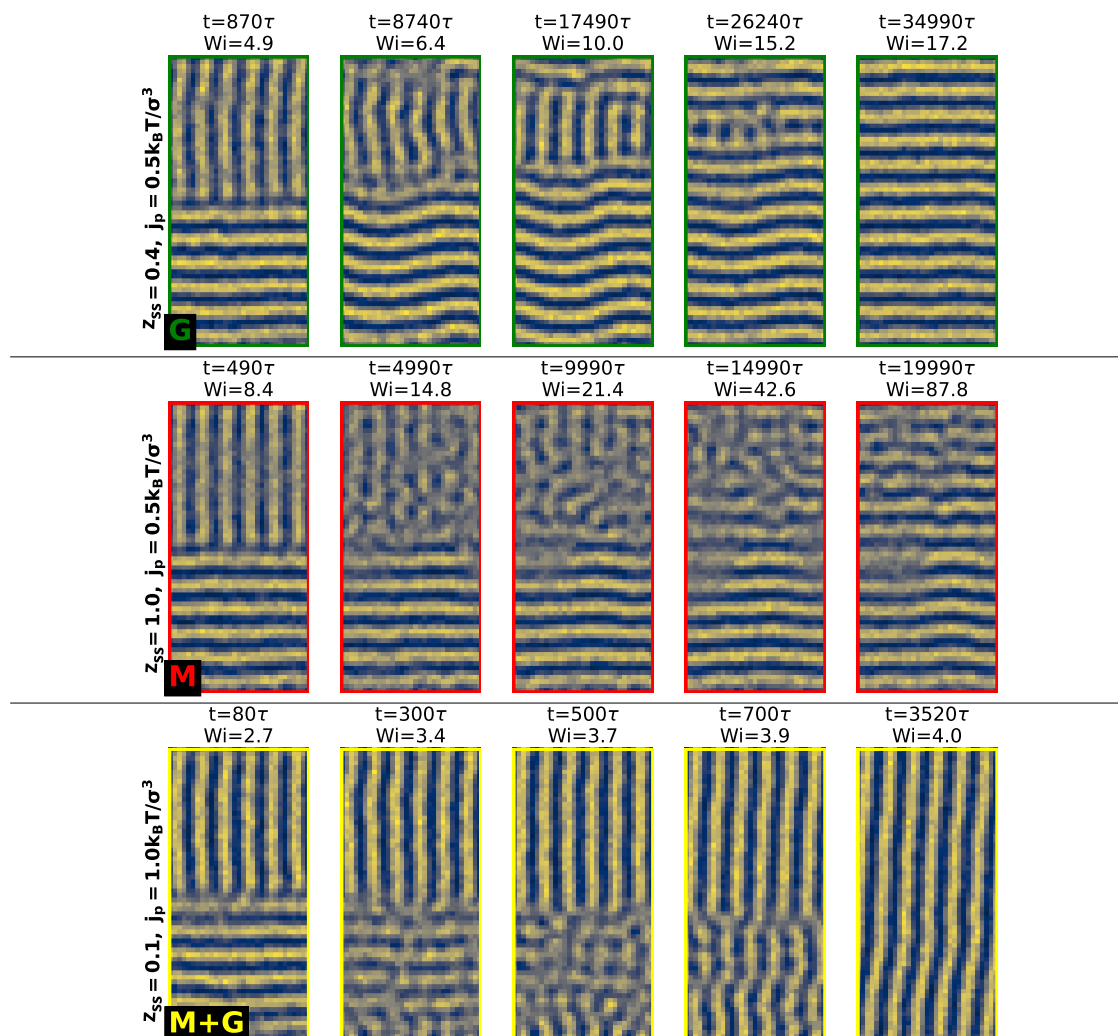 t=870τ t=8740τ t=17490τ t=26240τ t=34990τ
Wi=4.9 Wi=6.4 Wi=10.0 Wi=15.2 Wi=17.2
z_ss = 0.4, j_p = 0.5k_BT/σ³
G
t=490τ t=4990τ t=9990τ t=14990τ t=19990τ
Wi=8.4 Wi=14.8 Wi=21.4 Wi=42.6 Wi=87.8
z_ss = 1.0, j_p = 0.5k_BT/σ³
M
t=80τ t=300τ t=500τ t=700τ t=3520τ
Wi=2.7 Wi=3.4 Wi=3.7 Wi=3.9 Wi=4.0
z_ss = 0.1, j_p = 1.0k_BT/σ³
M+G